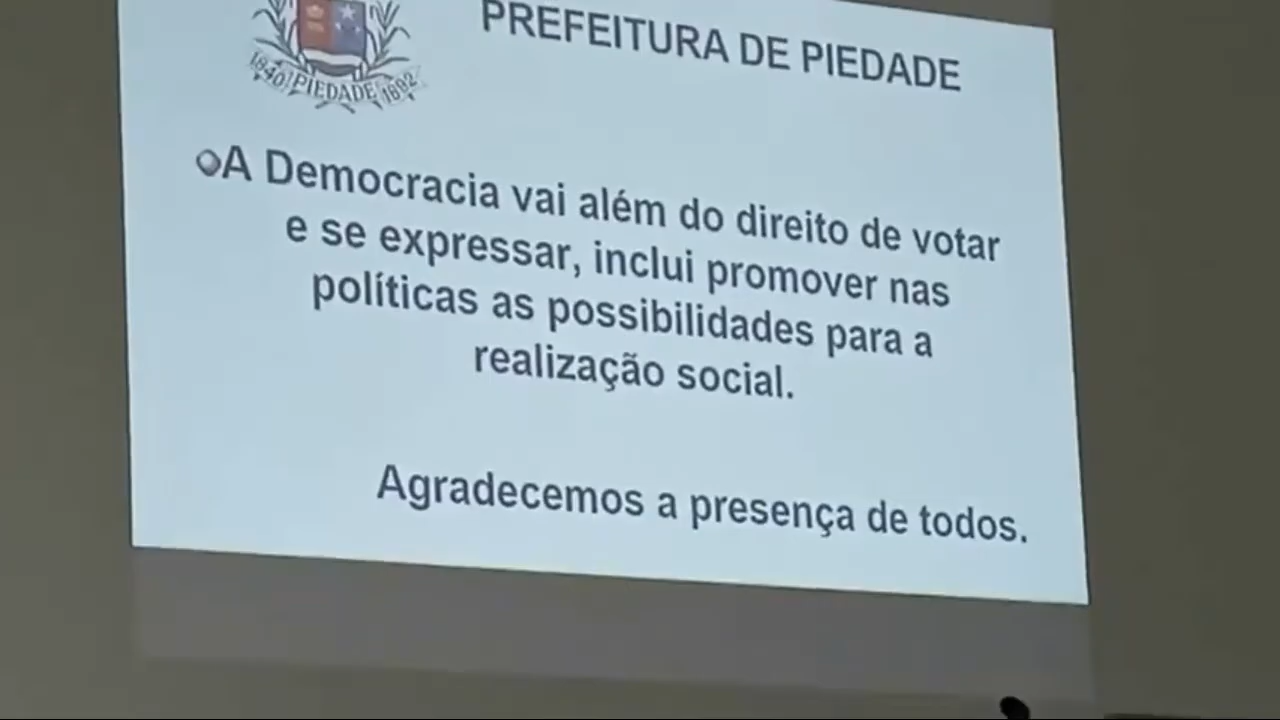 PREFEITURA DE PIEDADE
1840 PIEDADE 1892
A Democracia vai além do direito de votar
e se expressar, inclui promover nas
políticas as possibilidades para a
realização social.
Agradecemos a presença de todos.